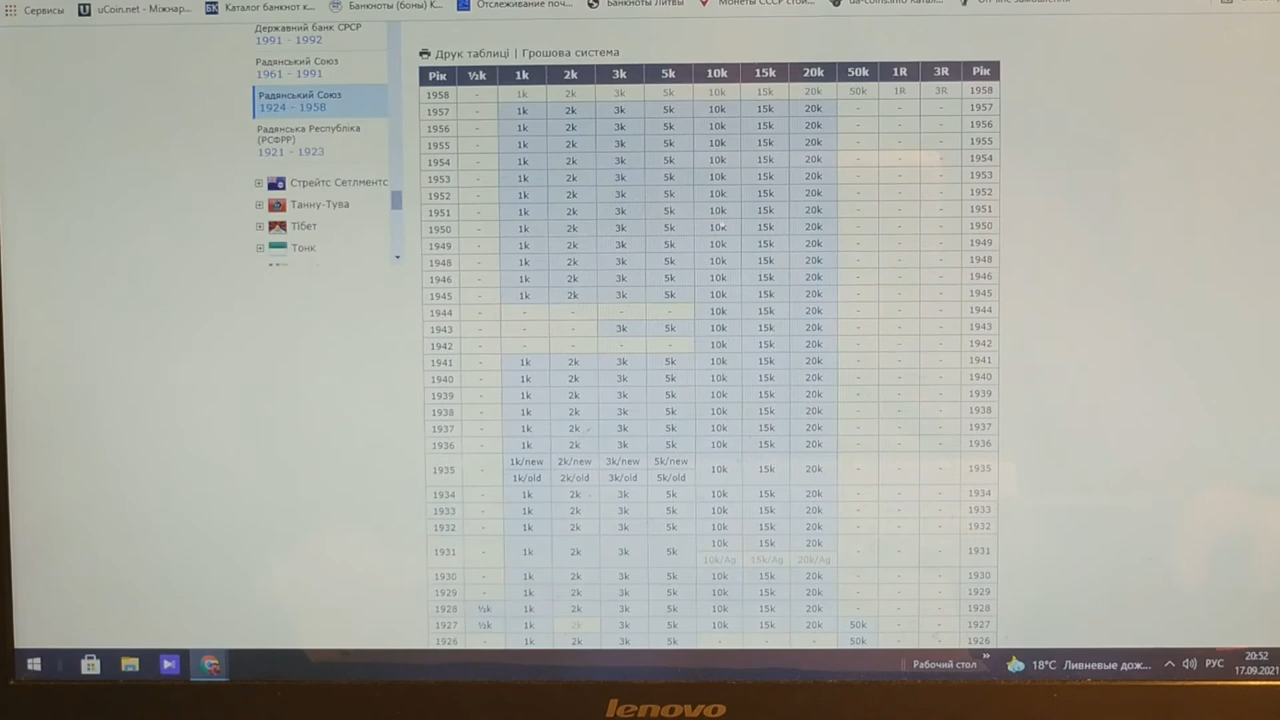 Сервисы uCoin.net - Міжнар... Каталог банкнот к... Банкноты (боны) К... Отслеживание поч... Банкноты Литвы Монеты СССР стои... ua-coins.info катал...
Державний банк СРСР
1991 - 1992
Радянський Союз
1961 - 1991
Радянський Союз
1924 - 1958
Радянська Республіка
(РСФРР)
1921 - 1923
Стрейтс Сетлментс
Танну-Тува
Тібет
Тонк
Друк таблиці | Грошова система
Рік ½k 1k 2k 3k 5k 10k 15k 20k 50k 1R 3R Рік
1958 - 1k 2k 3k 5k 10k 15k 20k 50k 1R 3R 1958
1957 - 1k 2k 3k 5k 10k 15k 20k - - - 1957
1956 - 1k 2k 3k 5k 10k 15k 20k - - - 1956
1955 - 1k 2k 3k 5k 10k 15k 20k - - - 1955
1954 - 1k 2k 3k 5k 10k 15k 20k - - - 1954
1953 - 1k 2k 3k 5k 10k 15k 20k - - - 1953
1952 - 1k 2k 3k 5k 10k 15k 20k - - - 1952
1951 - 1k 2k 3k 5k 10k 15k 20k - - - 1951
1950 - 1k 2k 3k 5k 10k 15k 20k - - - 1950
1949 - 1k 2k 3k 5k 10k 15k 20k - - - 1949
1948 - 1k 2k 3k 5k 10k 15k 20k - - - 1948
1946 - 1k 2k 3k 5k 10k 15k 20k - - - 1946
1945 - 1k 2k 3k 5k 10k 15k 20k - - - 1945
1944 - - - - - 10k 15k 20k - - - 1944
1943 - - - 3k 5k 10k 15k 20k - - - 1943
1942 - - - - - 10k 15k 20k - - - 1942
1941 - 1k 2k 3k 5k 10k 15k 20k - - - 1941
1940 - 1k 2k 3k 5k 10k 15k 20k - - - 1940
1939 - 1k 2k 3k 5k 10k 15k 20k - - - 1939
1938 - 1k 2k 3k 5k 10k 15k 20k - - - 1938
1937 - 1k 2k 3k 5k 10k 15k 20k - - - 1937
1936 - 1k 2k 3k 5k 10k 15k 20k - - - 1936
1k/new 2k/new 3k/new 5k/new
1935 - 10k 15k 20k - - - 1935
1k/old 2k/old 3k/old 5k/old
1934 - 1k 2k 3k 5k 10k 15k 20k - - - 1934
1933 - 1k 2k 3k 5k 10k 15k 20k - - - 1933
1932 - 1k 2k 3k 5k 10k 15k 20k - - - 1932
10k 15k 20k
1931 - 1k 2k 3k 5k - - - 1931
10k/Ag 15k/Ag 20k/Ag
1930 - 1k 2k 3k 5k 10k 15k 20k - - - 1930
1929 - 1k 2k 3k 5k 10k 15k 20k - - - 1929
1928 ½k 1k 2k 3k 5k 10k 15k 20k - - - 1928
1927 ½k 1k 2k 3k 5k 10k 15k 20k 50k - - 1927
1926 - 1k 2k 3k 5k - - - 50k - - 1926
Рабочий стол » 18°C Ливневые дож... РУС 20:52
17.09.2021
lenovo